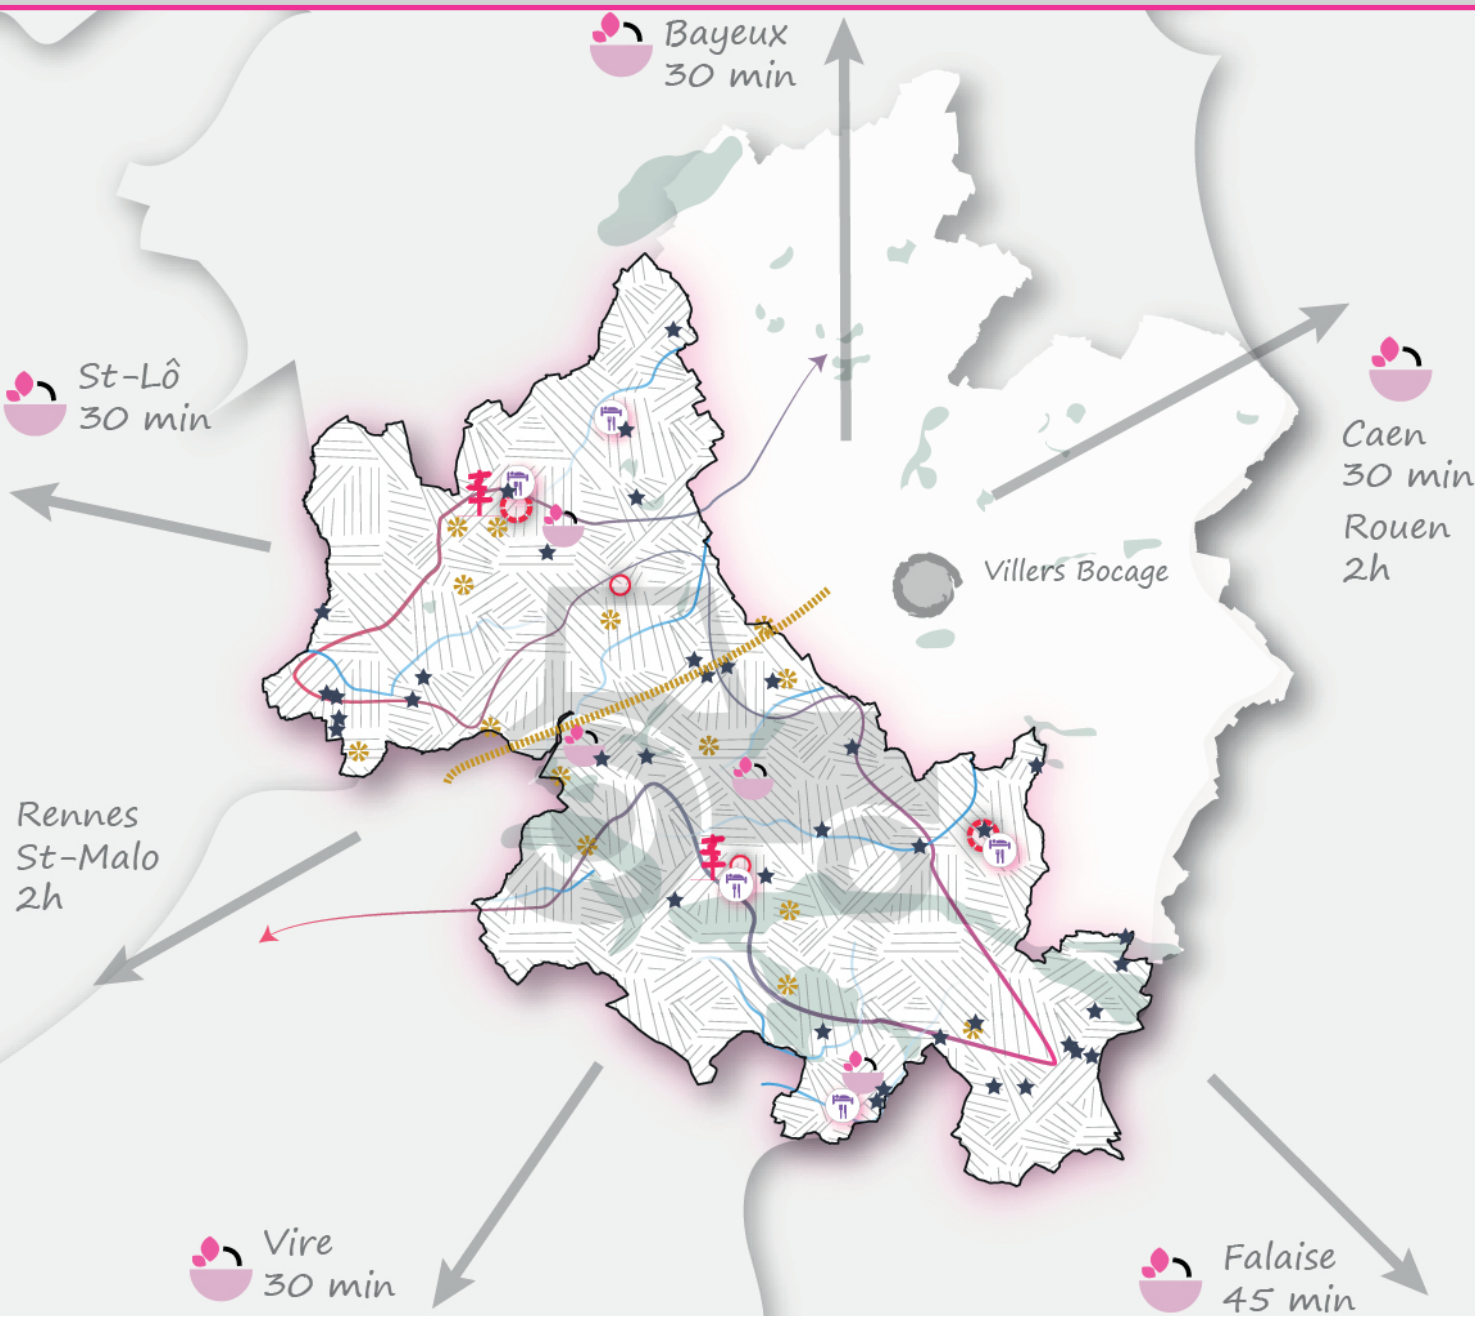 Bayeux
30 min
St-Lô
30 min
Caen
30 min
Rouen
2h
Villers Bocage
Rennes
St-Malo
2h
Vire
30 min
Falaise
45 min